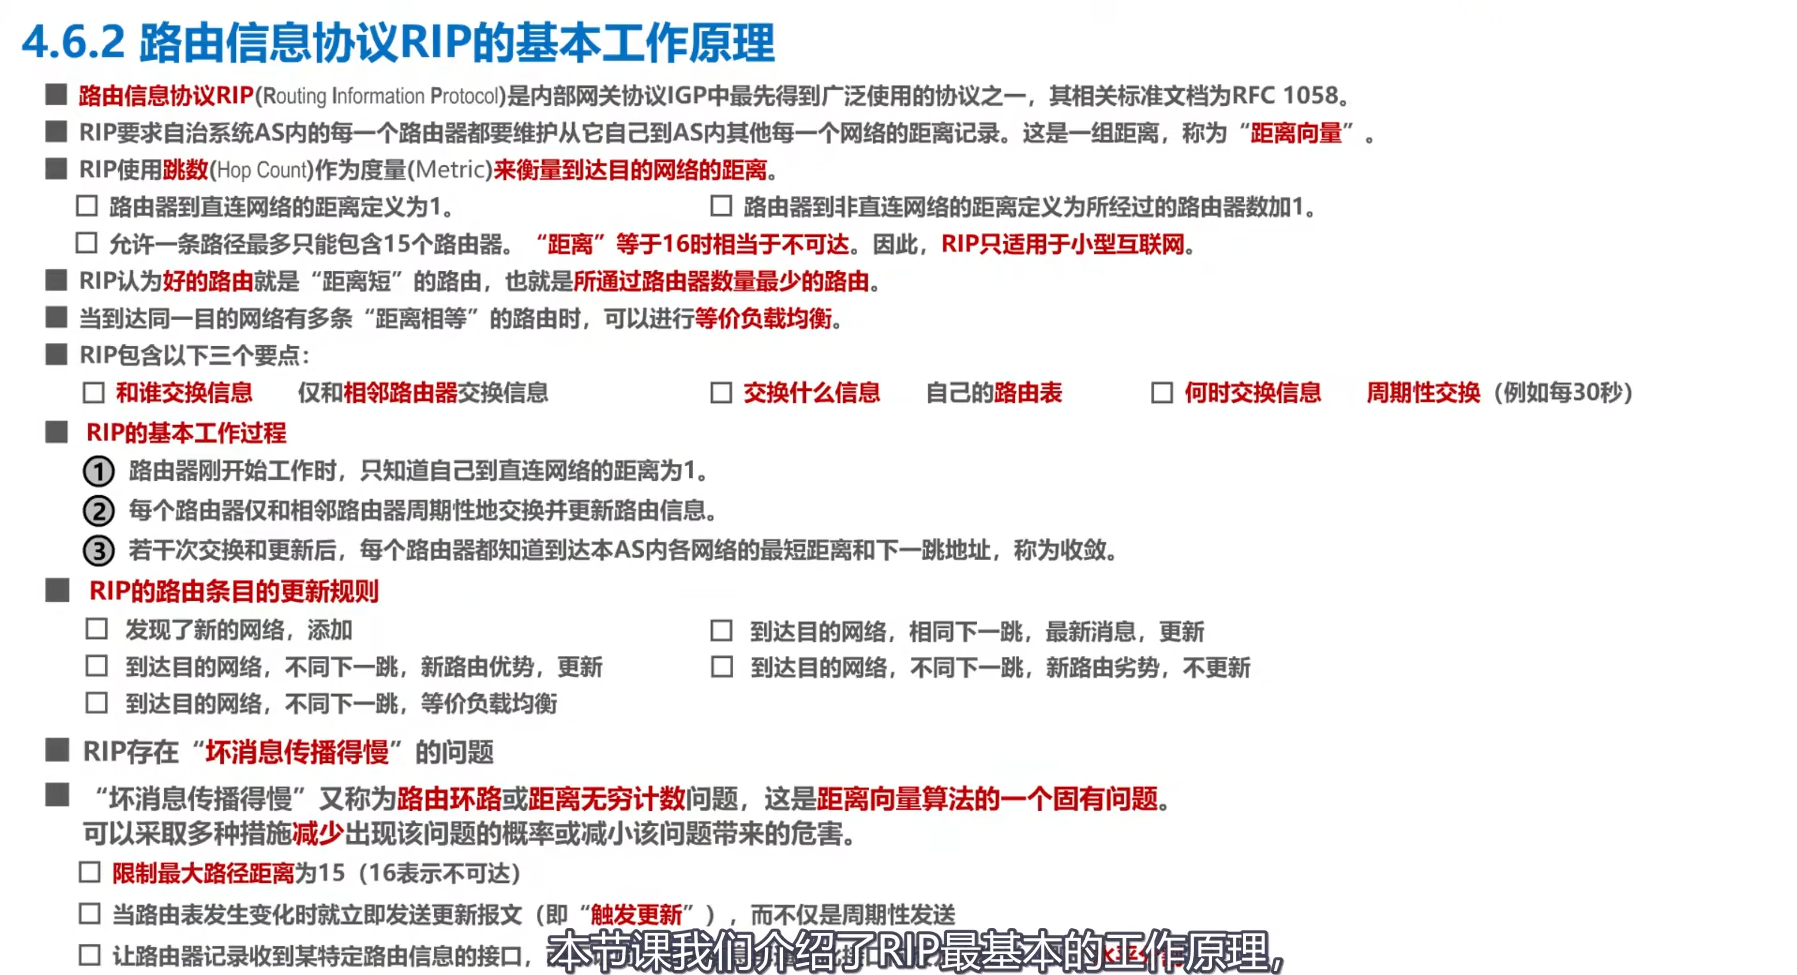 4.6.2 路由信息协议RIP的基本工作原理
路由信息协议RIP(Routing Information Protocol)是内部网关协议IGP中最先得到广泛使用的协议之一，其相关标准文档为RFC 1058。
RIP要求自治系统AS内的每一个路由器都要维护从它自己到AS内其他每一个网络的距离记录。这是一组距离，称为“距离向量”。
RIP使用跳数(Hop Count)作为度量(Metric)来衡量到达目的网络的距离。
路由器到直连网络的距离定义为1。 路由器到非直连网络的距离定义为所经过的路由器数加1。
允许一条路径最多只能包含15个路由器。“距离”等于16时相当于不可达。因此，RIP只适用于小型互联网。
RIP认为好的路由就是“距离短”的路由，也就是所通过路由器数量最少的路由。
当到达同一目的网络有多条“距离相等”的路由时，可以进行等价负载均衡。
RIP包含以下三个要点：
和谁交换信息 仅和相邻路由器交换信息 交换什么信息 自己的路由表 何时交换信息 周期性交换（例如每30秒）
RIP的基本工作过程
① 路由器刚开始工作时，只知道自己到直连网络的距离为1。
② 每个路由器仅和相邻路由器周期性地交换并更新路由信息。
③ 若干次交换和更新后，每个路由器都知道到达本AS内各网络的最短距离和下一跳地址，称为收敛。
RIP的路由条目的更新规则
发现了新的网络，添加 到达目的网络，相同下一跳，最新消息，更新
到达目的网络，不同下一跳，新路由优势，更新 到达目的网络，不同下一跳，新路由劣势，不更新
到达目的网络，不同下一跳，等价负载均衡
RIP存在“坏消息传播得慢”的问题
“坏消息传播得慢”又称为路由环路或距离无穷计数问题，这是距离向量算法的一个固有问题。
可以采取多种措施减少出现该问题的概率或减小该问题带来的危害。
限制最大路径距离为15（16表示不可达）
当路由表发生变化时就立即发送更新报文（即“触发更新”），而不仅是周期性发送
让路由器记录收到某特定路由信息的接口，
本节课我们介绍了RIP最基本的工作原理，